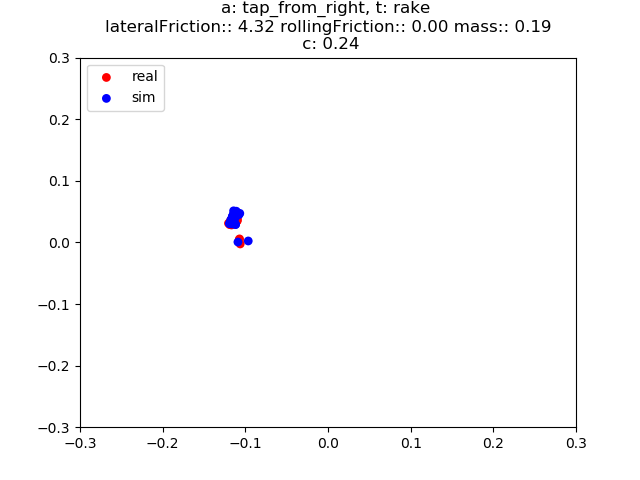 a: tap_from_right, t: rake
lateralFriction:: 4.32 rollingFriction:: 0.00 mass:: 0.19
c: 0.24
real
sim
0.3
0.2
0.1
0.0
−0.1
−0.2
−0.3
−0.3 −0.2 −0.1 0.0 0.1 0.2 0.3